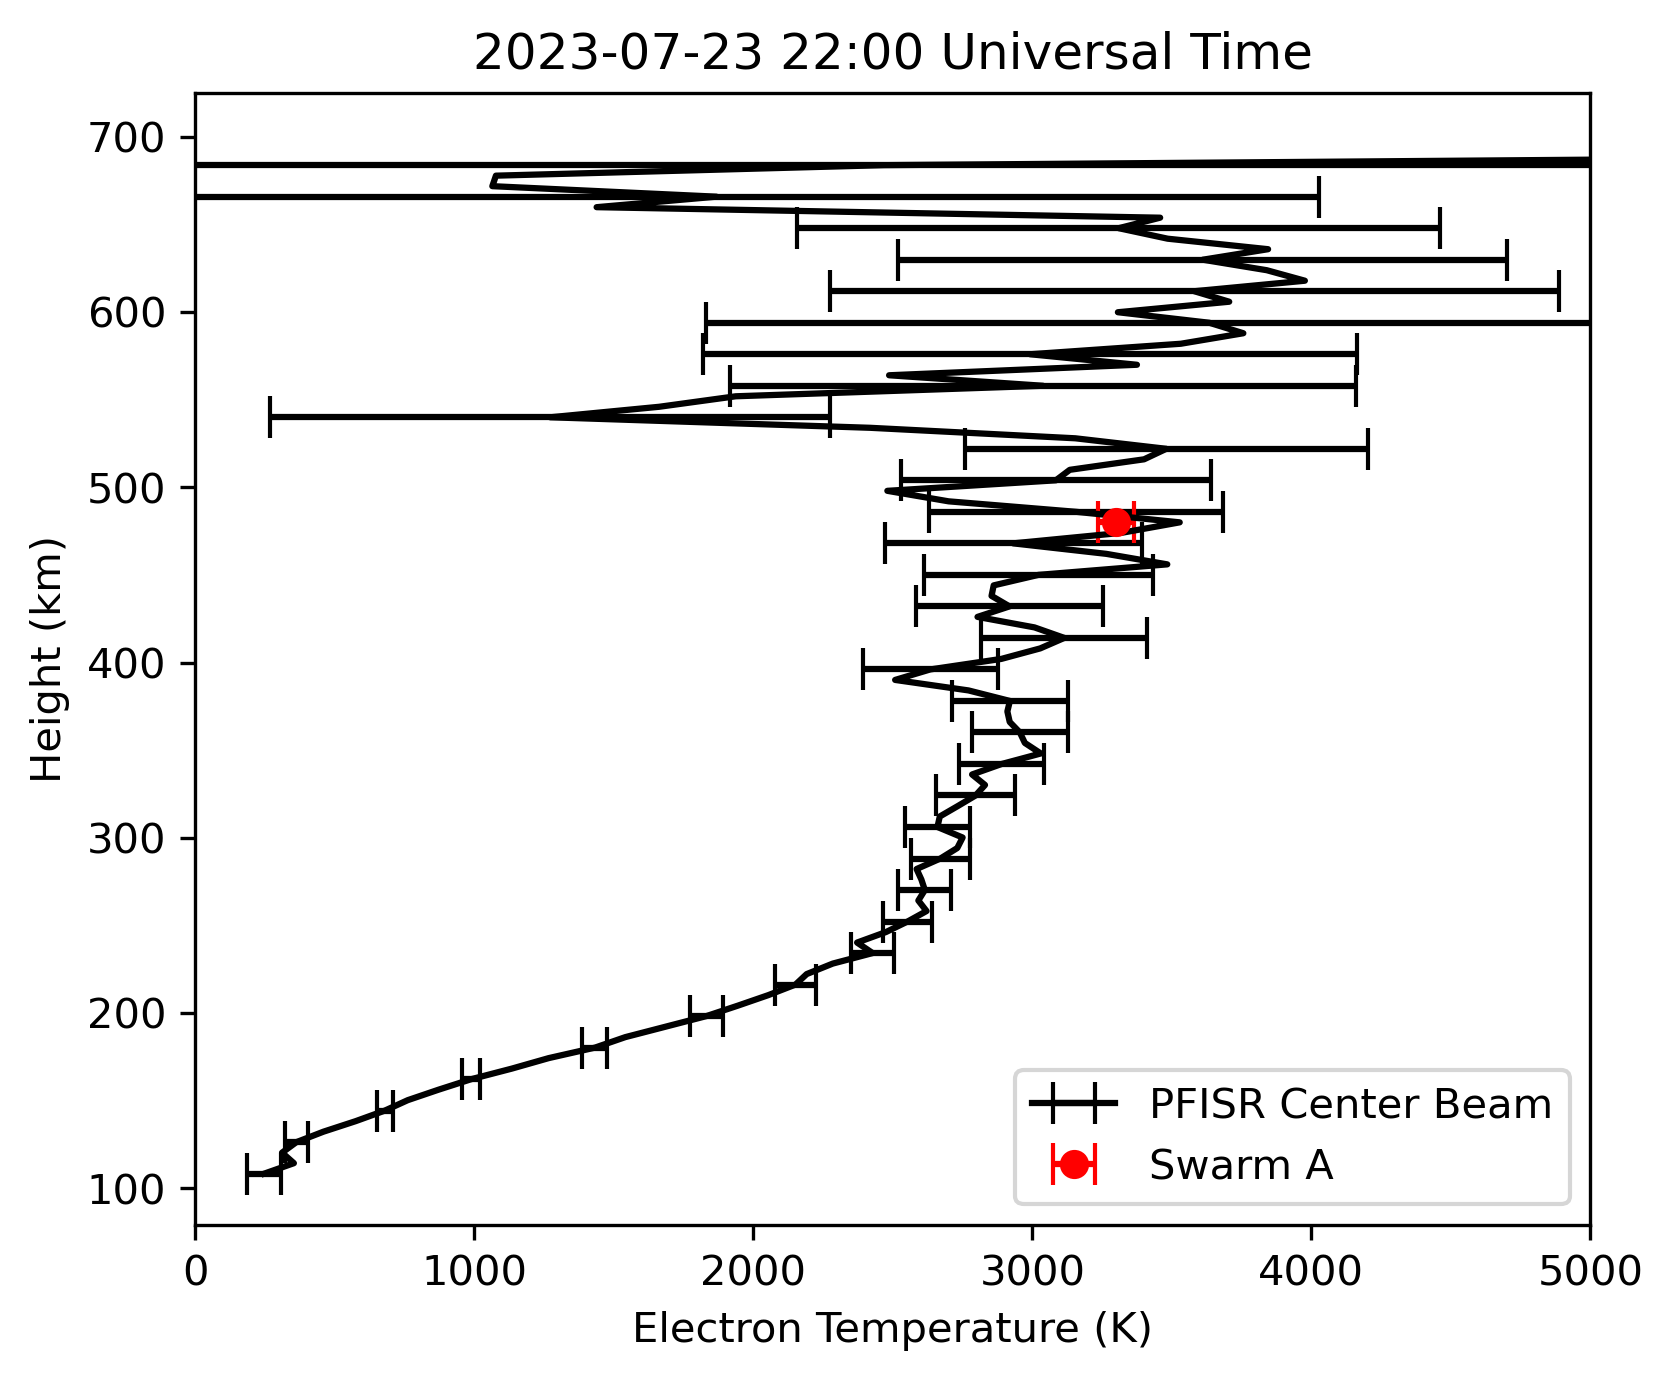 2023-07-23 22:00 Universal Time
700
600
500
400
300
200
100
Height (km)
PFISR Center Beam
Swarm A
0 1000 2000 3000 4000 5000
Electron Temperature (K)